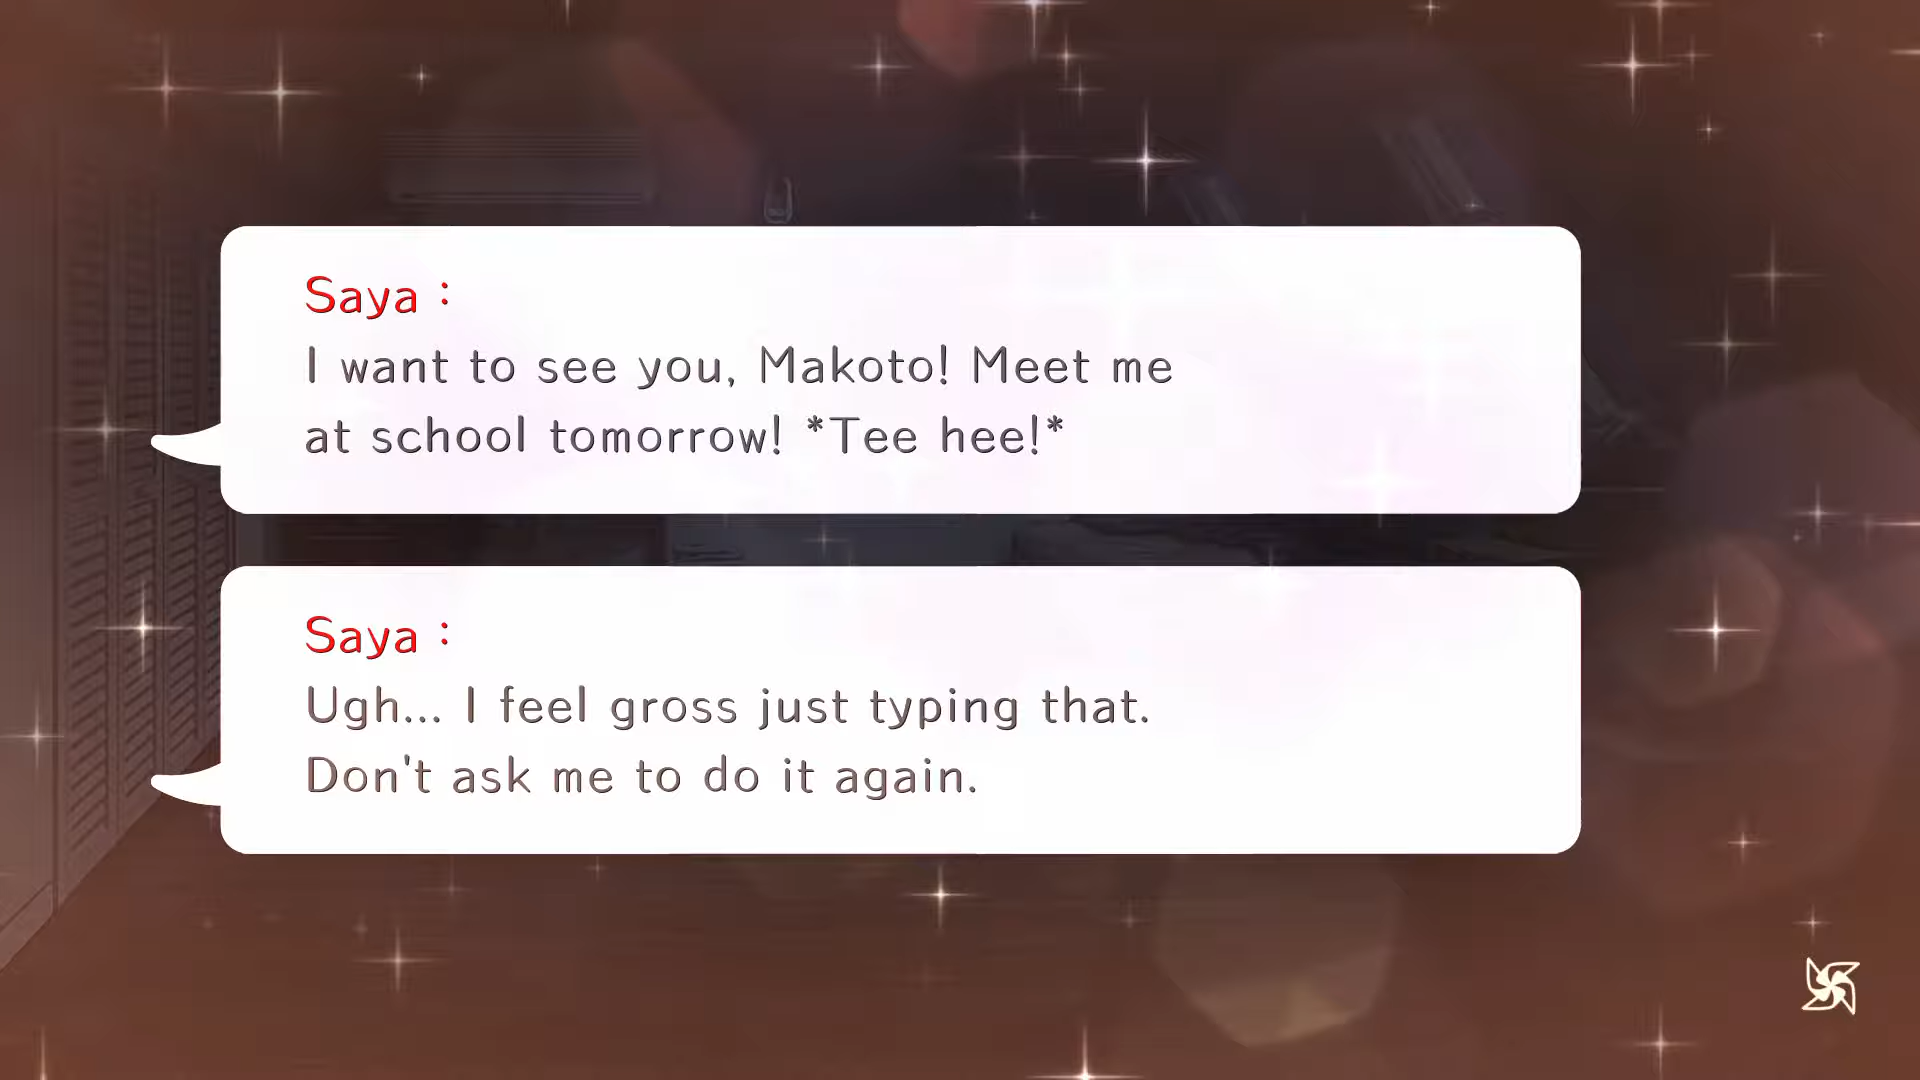 Saya :
I want to see you, Makoto! Meet me
at school tomorrow! *Tee hee!*
Saya :
Ugh... I feel gross just typing that.
Don't ask me to do it again.